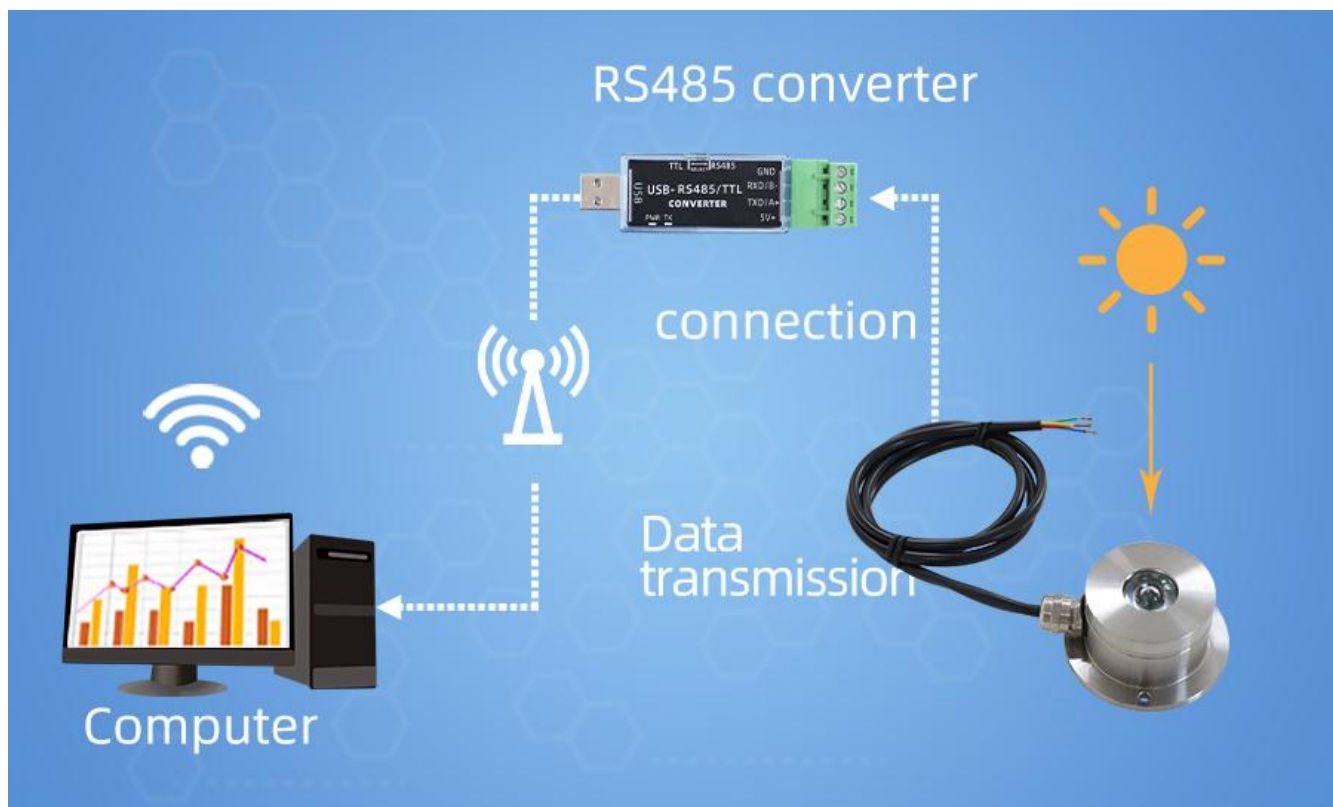 RS485 converter
TTL SELECT RS485
USB
USB-RS485/TTL
CONVERTER
PWR TX
GND
RXD/B-
TXD/A+
5V+
connection
Data
transmission
Computer